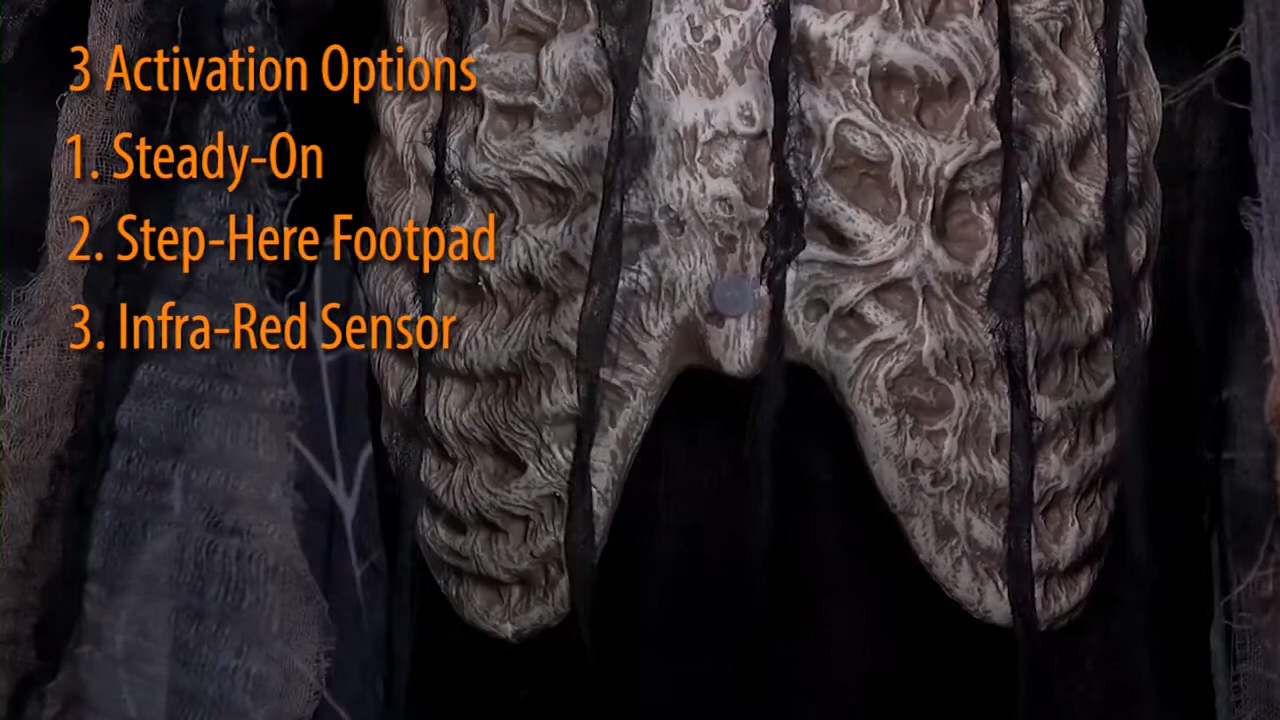 3 Activation Options
1. Steady-On
2. Step-Here Footpad
3. Infra-Red Sensor